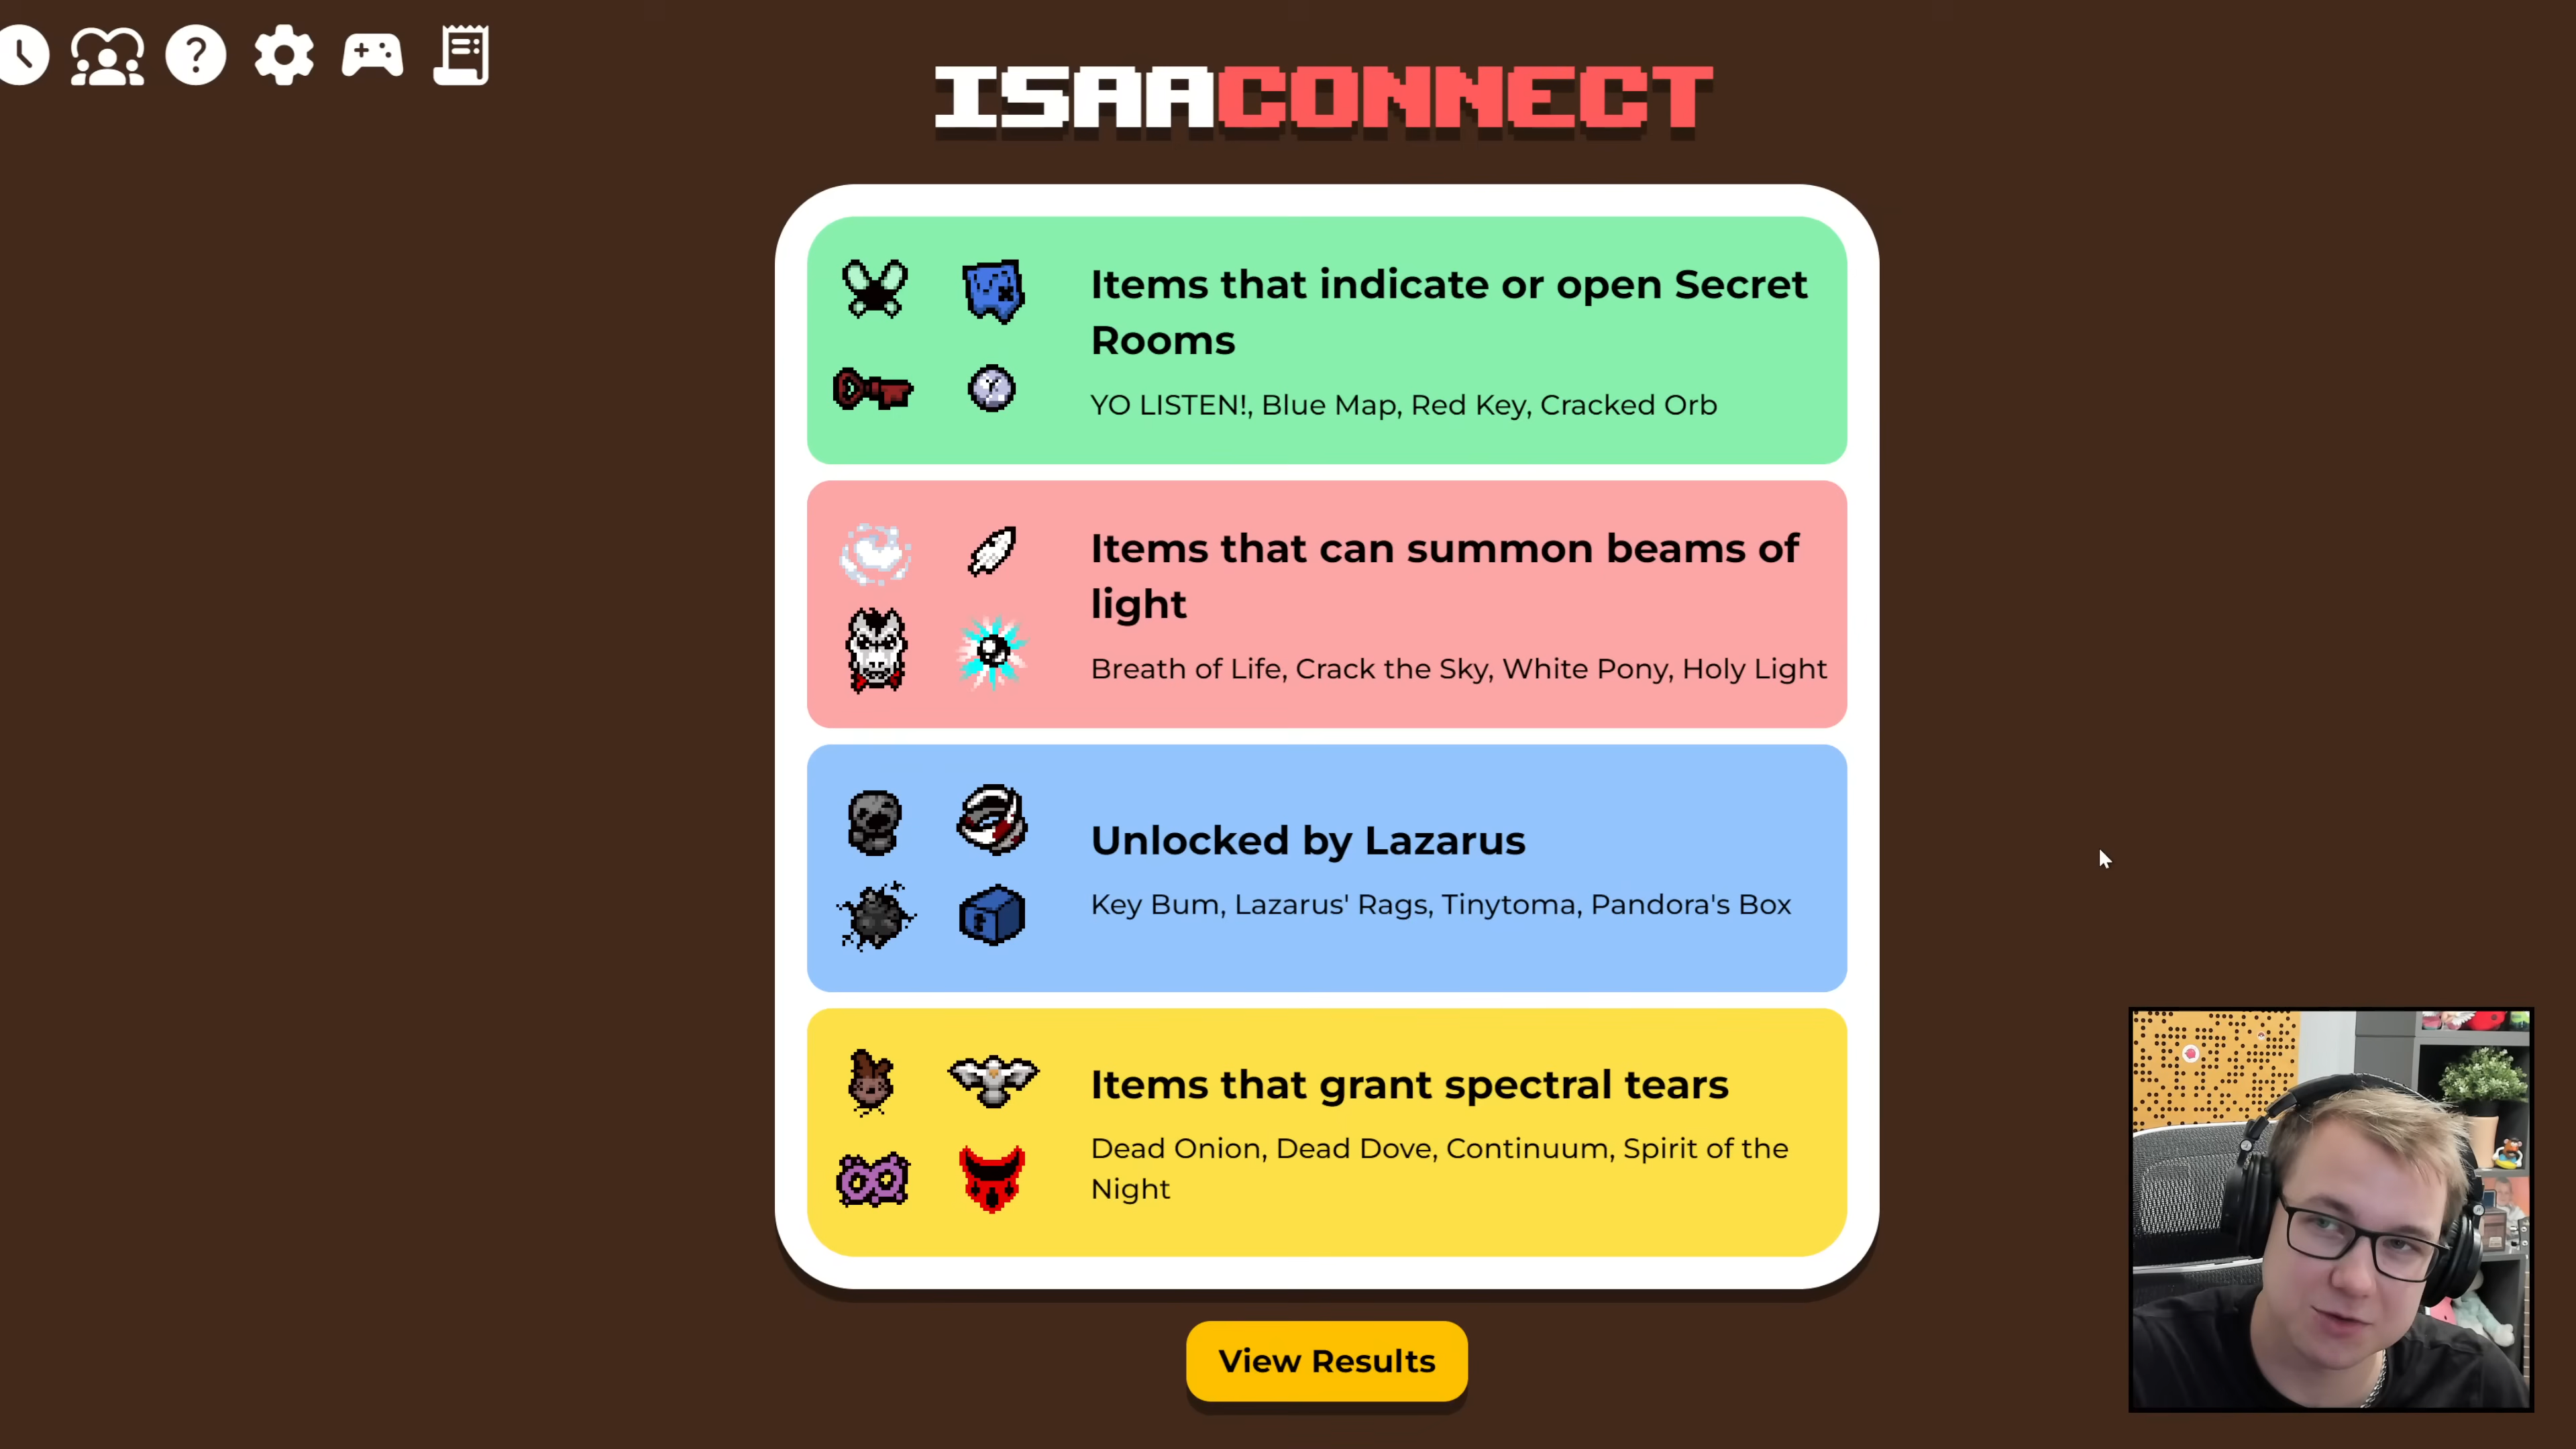 ISAACONNECT
Items that indicate or open Secret
Rooms
YO LISTEN!, Blue Map, Red Key, Cracked Orb
Items that can summon beams of
light
Breath of Life, Crack the Sky, White Pony, Holy Light
Unlocked by Lazarus
Key Bum, Lazarus' Rags, Tinytoma, Pandora's Box
Items that grant spectral tears
Dead Onion, Dead Dove, Continuum, Spirit of the
Night
View Results